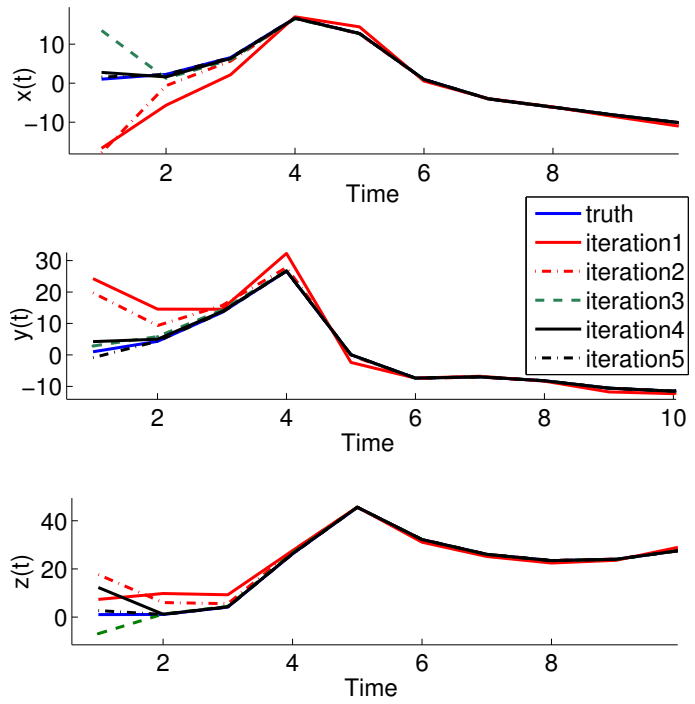 x(t)
10
0
−10
2
4
6
8
Time
truth
iteration1
iteration2
iteration3
iteration4
iteration5
y(t)
30
20
10
0
−10
2
4
6
8
10
Time
z(t)
40
20
0
2
4
6
8
Time